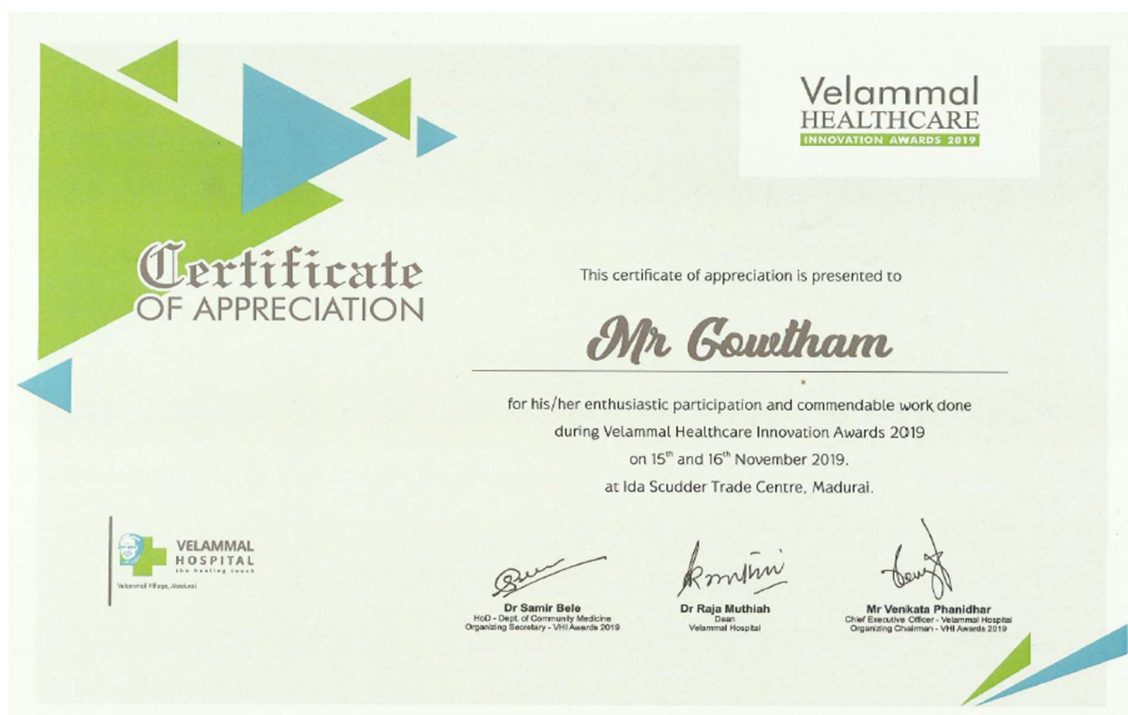 Velammal
HEALTHCARE
INNOVATION AWARDS 2019
Certificate
OF APPRECIATION
This certificate of appreciation is presented to
Mr Gowtham
for his/her enthusiastic participation and commendable work done
during Velammal Healthcare Innovation Awards 2019
on 15th and 16th November 2019.
at Ida Scudder Trade Centre, Madurai.
VELAMMAL
HOSPITAL
the healing touch
Velammal Village, Madurai
Dr Samir Bele
HoD - Dept. of Community Medicine
Organizing Secretary - VHI Awards 2019
Dr Raja Muthiah
Dean
Velammal Hospital
Mr Venkata Phanidhar
Chief Executive Officer - Velammal Hospital
Organizing Chairman - VHI Awards 2019